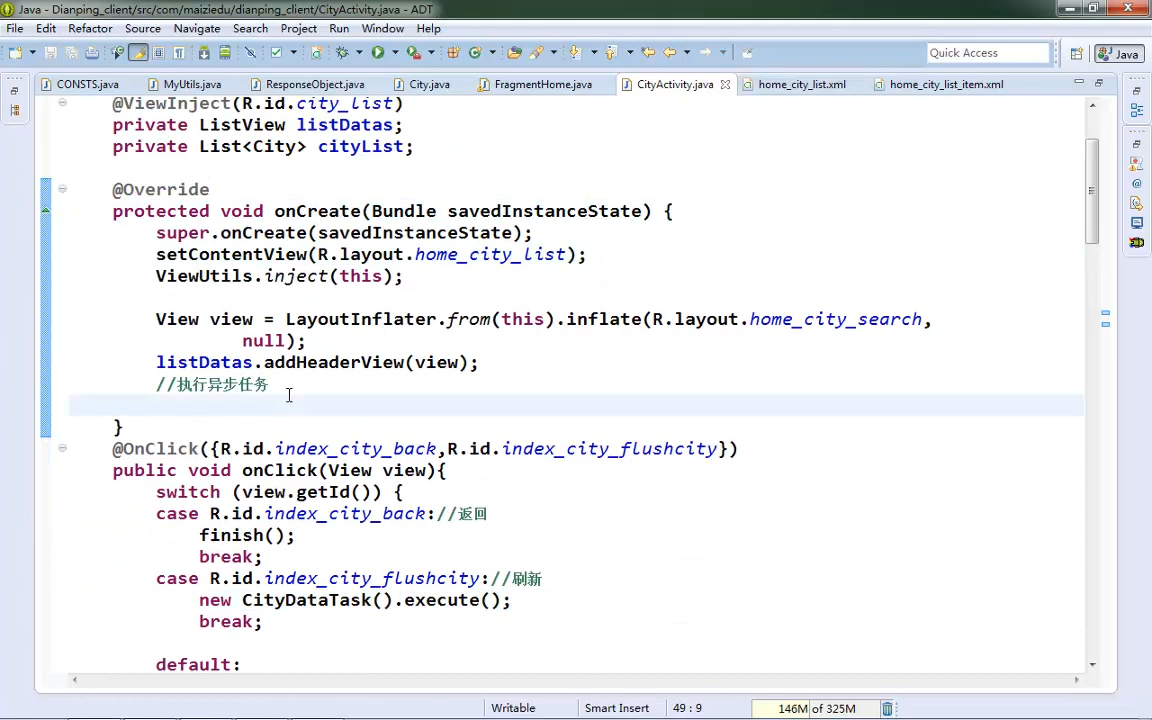 Java - Dianping_client/src/com/maiziedu/dianping_client/CityActivity.java - ADT
File Edit Refactor Source Navigate Search Project Run Window Help
Quick Access
Java
CONSTS.java MyUtils.java ResponseObject.java City.java FragmentHome.java CityActivity.java home_city_list.xml home_city_list_item.xml
@ViewInject(R.id.city_list)
private ListView listDatas;
private List<City> cityList;
@Override
protected void onCreate(Bundle savedInstanceState) {
super.onCreate(savedInstanceState);
setContentView(R.layout.home_city_list);
ViewUtils.inject(this);
View view = LayoutInflater.from(this).inflate(R.layout.home_city_search,
null);
listDatas.addHeaderView(view);
//执行异步任务
}
@OnClick({R.id.index_city_back,R.id.index_city_flushcity})
public void onClick(View view){
switch (view.getId()) {
case R.id.index_city_back://返回
finish();
break;
case R.id.index_city_flushcity://刷新
new CityDataTask().execute();
break;
default:
Writable Smart Insert 49 : 9 146M of 325M